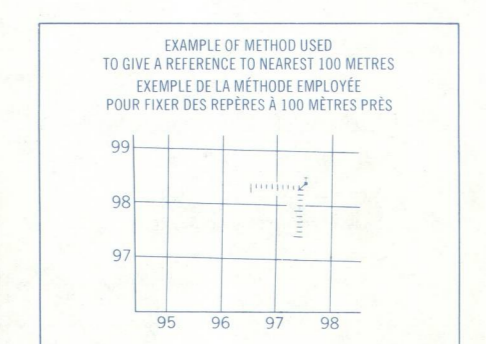 EXAMPLE OF METHOD USED
TO GIVE A REFERENCE TO NEAREST 100 METRES
EXEMPLE DE LA MÉTHODE EMPLOYÉE
POUR FIXER DES REPÈRES À 100 MÈTRES PRÈS
99
98
97
95 96 97 98